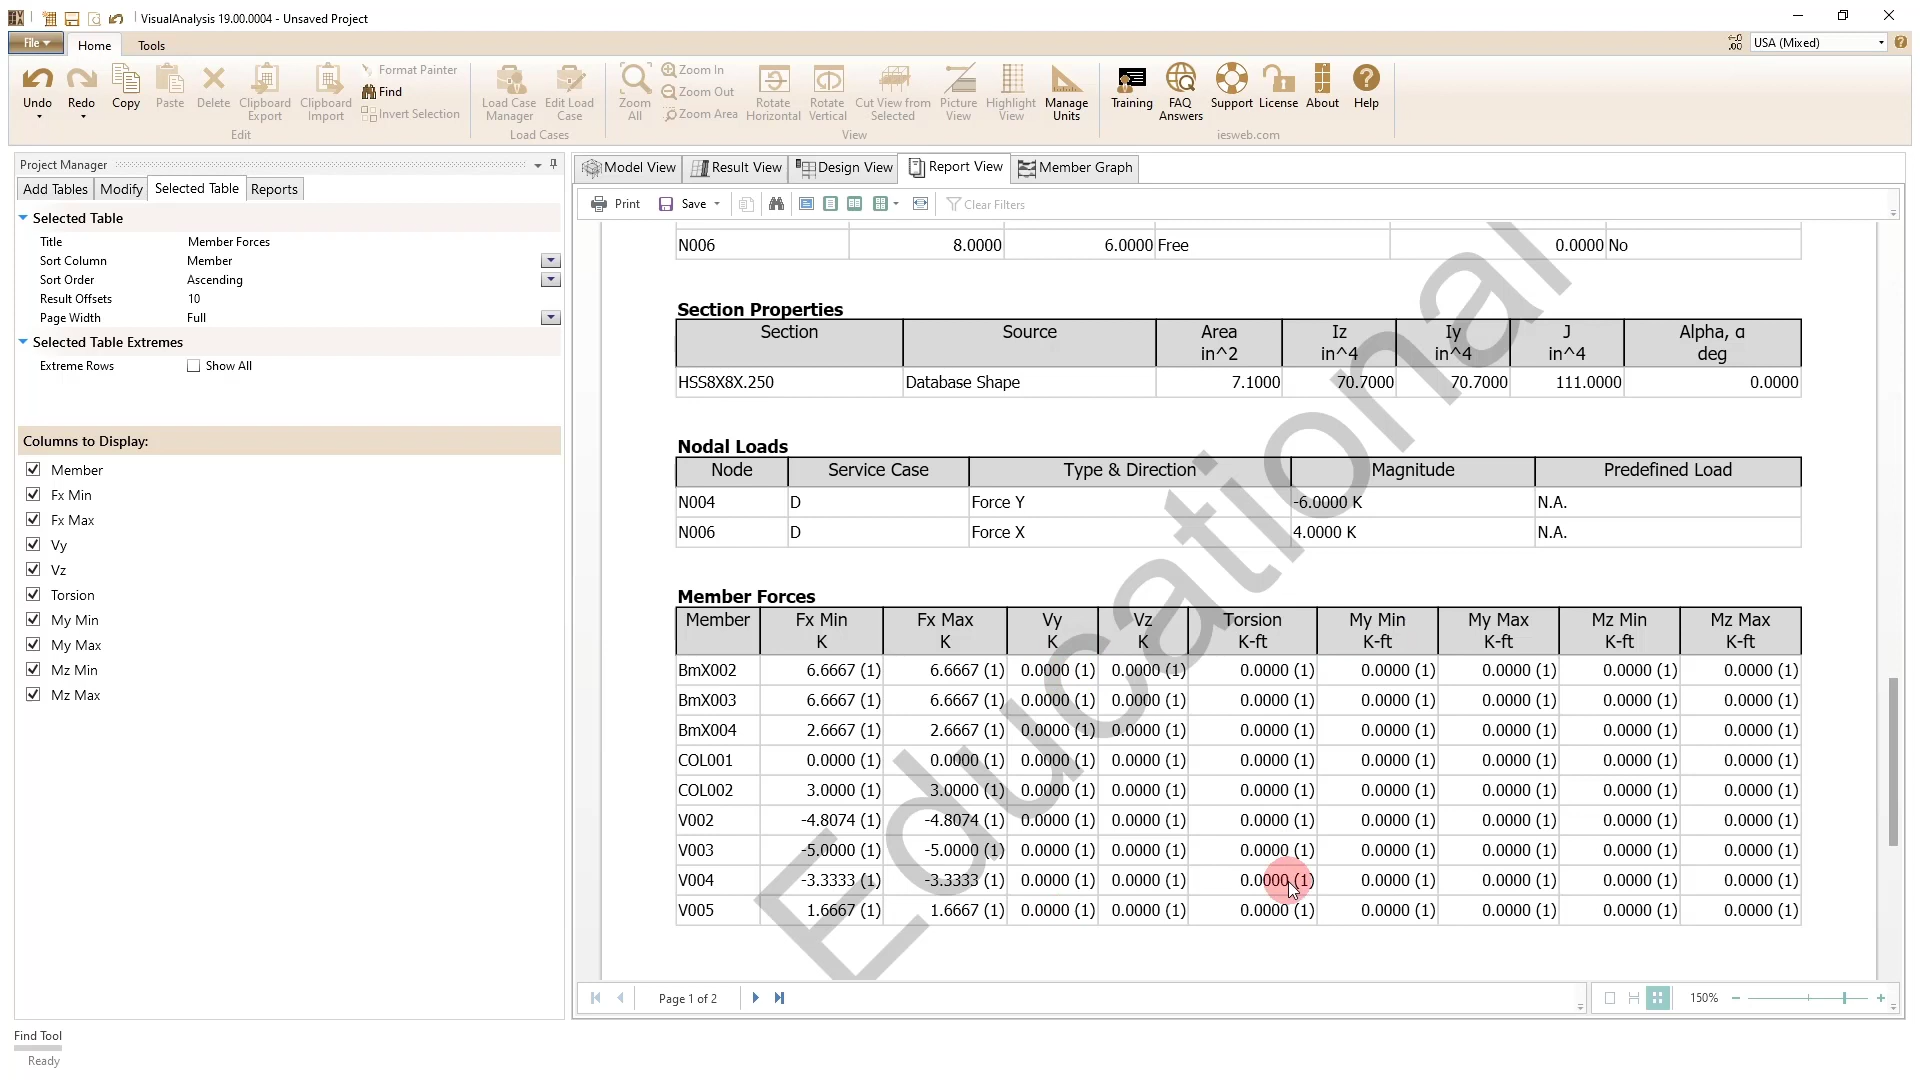 VisualAnalysis 19.00.0004 - Unsaved Project
File Home Tools USA (Mixed)
Undo Redo Copy Paste Delete Clipboard Export Clipboard Import Format Painter Find Invert Selection Load Case Manager Edit Load Case Zoom All Zoom In Zoom Out Zoom Area Rotate Horizontal Rotate Vertical Cut View from Selected Picture View Highlight View Manage Units Training FAQ Answers Support License About Help
Edit Load Cases View iesweb.com
Project Manager
Add Tables Modify Selected Table Reports
Selected Table
Title Member Forces
Sort Column Member
Sort Order Ascending
Result Offsets 10
Page Width Full
Selected Table Extremes
Extreme Rows Show All
Columns to Display:
Member
Fx Min
Fx Max
Vy
Vz
Torsion
My Min
My Max
Mz Min
Mz Max
Model View Result View Design View Report View Member Graph
Print Save Clear Filters
N006 8.0000 6.0000 Free 0.0000 No
Section Properties
Section Source Area Iz Iy J Alpha, α
in^2 in^4 in^4 in^4 deg
HSS8X8X.250 Database Shape 7.1000 70.7000 70.7000 111.0000 0.0000
Nodal Loads
Node Service Case Type & Direction Magnitude Predefined Load
N004 D Force Y -6.0000 K N.A.
N006 D Force X 4.0000 K N.A.
Member Forces
Member Fx Min Fx Max Vy Vz Torsion My Min My Max Mz Min Mz Max
K K K K K-ft K-ft K-ft K-ft K-ft
BmX002 6.6667 (1) 6.6667 (1) 0.0000 (1) 0.0000 (1) 0.0000 (1) 0.0000 (1) 0.0000 (1) 0.0000 (1) 0.0000 (1)
BmX003 6.6667 (1) 6.6667 (1) 0.0000 (1) 0.0000 (1) 0.0000 (1) 0.0000 (1) 0.0000 (1) 0.0000 (1) 0.0000 (1)
BmX004 2.6667 (1) 2.6667 (1) 0.0000 (1) 0.0000 (1) 0.0000 (1) 0.0000 (1) 0.0000 (1) 0.0000 (1) 0.0000 (1)
COL001 0.0000 (1) 0.0000 (1) 0.0000 (1) 0.0000 (1) 0.0000 (1) 0.0000 (1) 0.0000 (1) 0.0000 (1) 0.0000 (1)
COL002 3.0000 (1) 3.0000 (1) 0.0000 (1) 0.0000 (1) 0.0000 (1) 0.0000 (1) 0.0000 (1) 0.0000 (1) 0.0000 (1)
V002 -4.8074 (1) -4.8074 (1) 0.0000 (1) 0.0000 (1) 0.0000 (1) 0.0000 (1) 0.0000 (1) 0.0000 (1) 0.0000 (1)
V003 -5.0000 (1) -5.0000 (1) 0.0000 (1) 0.0000 (1) 0.0000 (1) 0.0000 (1) 0.0000 (1) 0.0000 (1) 0.0000 (1)
V004 -3.3333 (1) -3.3333 (1) 0.0000 (1) 0.0000 (1) 0.0000 (1) 0.0000 (1) 0.0000 (1) 0.0000 (1) 0.0000 (1)
V005 1.6667 (1) 1.6667 (1) 0.0000 (1) 0.0000 (1) 0.0000 (1) 0.0000 (1) 0.0000 (1) 0.0000 (1) 0.0000 (1)
Educational
Page 1 of 2 150%
Find Tool
Ready